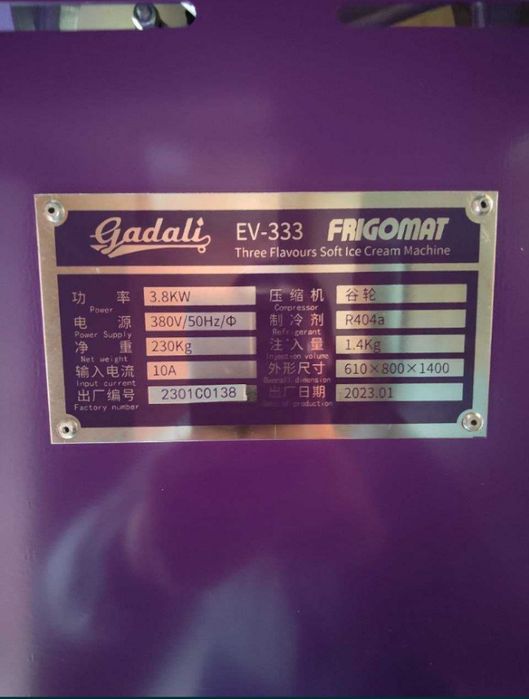 gadali EV-333 FRIGOMAT
Three Flavours Soft Ice Cream Machine
功 率 3.8KW 压缩机 谷轮
Power Compressor
电 源 380V/50Hz/Φ 制冷剂 R404a
Power Supply Refrigerant
净 重 230Kg 注入量 1.4Kg
Net weight Injection volume
输入电流 10A 外形尺寸 610×800×1400
Input current Overall dimension
出厂编号 2301C0138 出厂日期 2023.01
Factory number Date of production